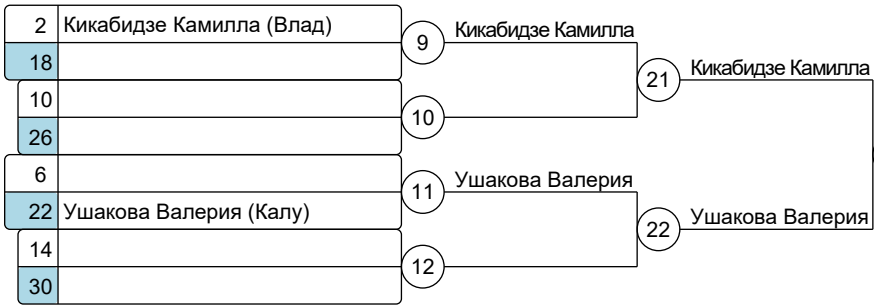 2 Кикабидзе Камилла (Влад)
9 Кикабидзе Камилла
18
21 Кикабидзе Камилла
10
10
26
6
11 Ушакова Валерия
22 Ушакова Валерия (Калу)
22 Ушакова Валерия
14
12
30